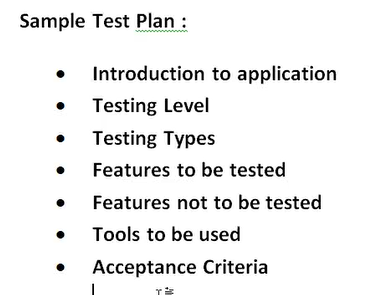 Sample Test Plan :
• Introduction to application
• Testing Level
• Testing Types
• Features to be tested
• Features not to be tested
• Tools to be used
• Acceptance Criteria